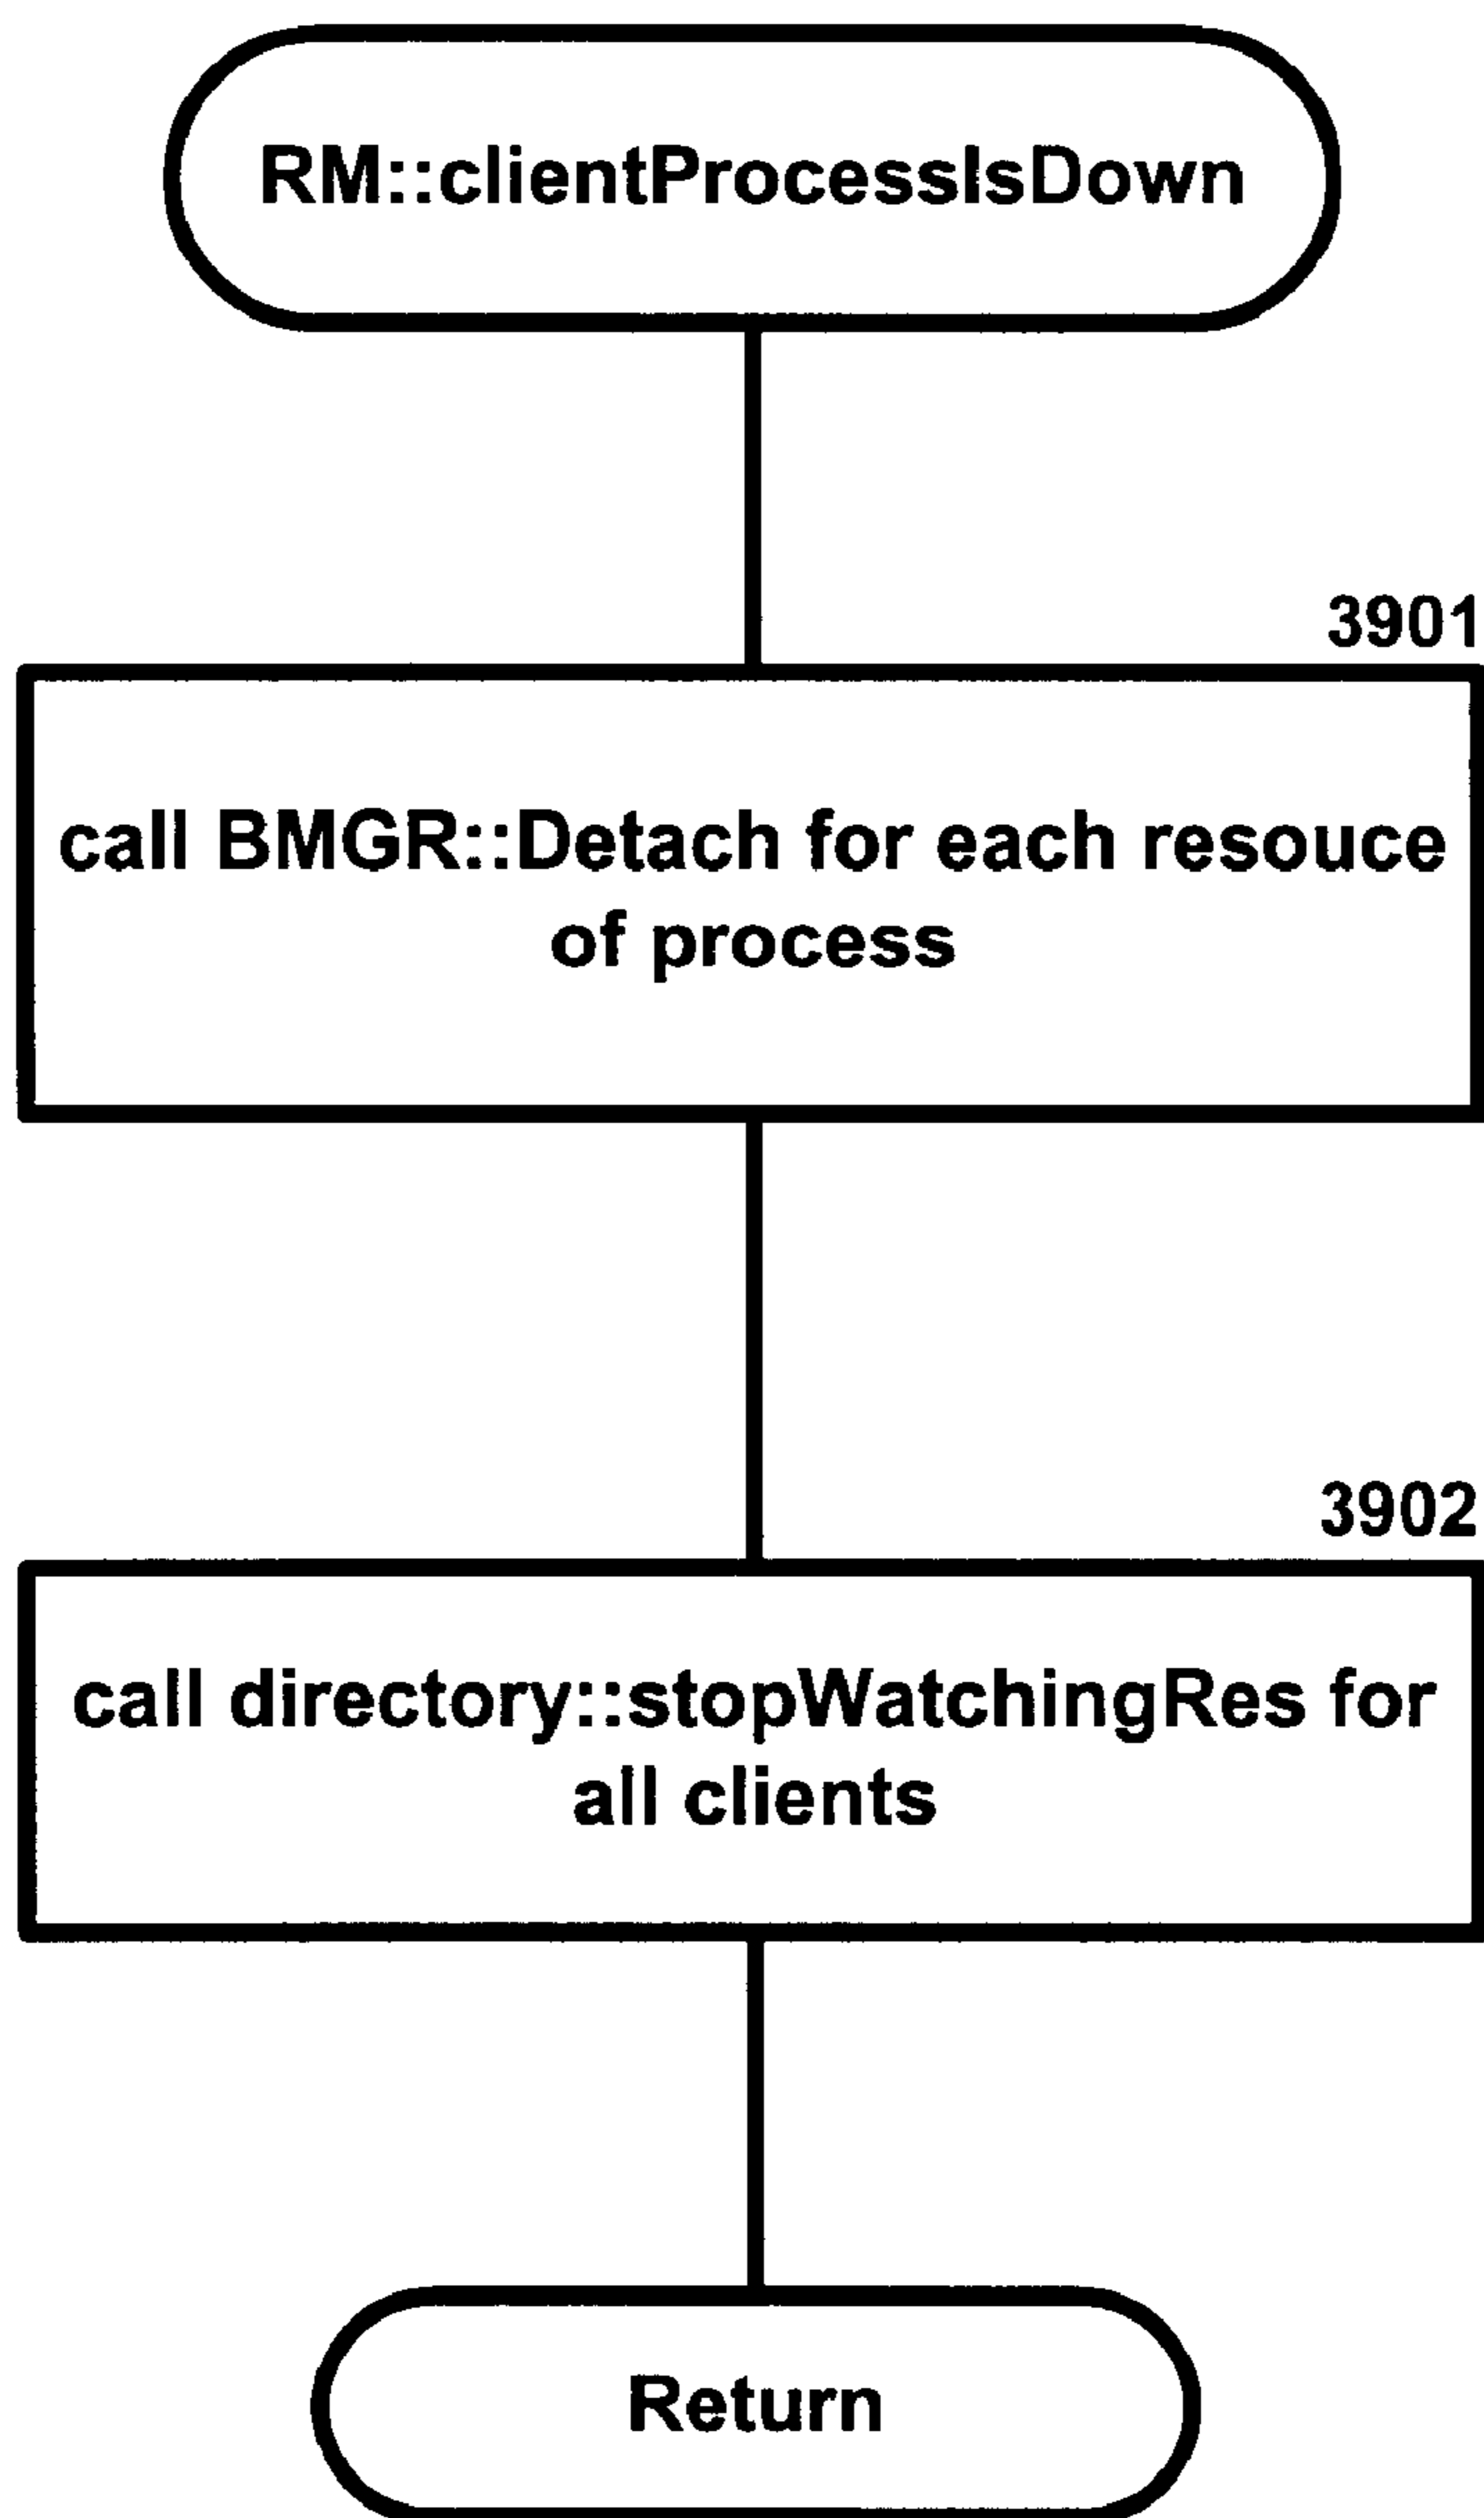 RM::clientProcessIsDown
3901
call BMGR::Detach for each resouce
of process
3902
call directory::stopWatchingRes for
all clients
Return